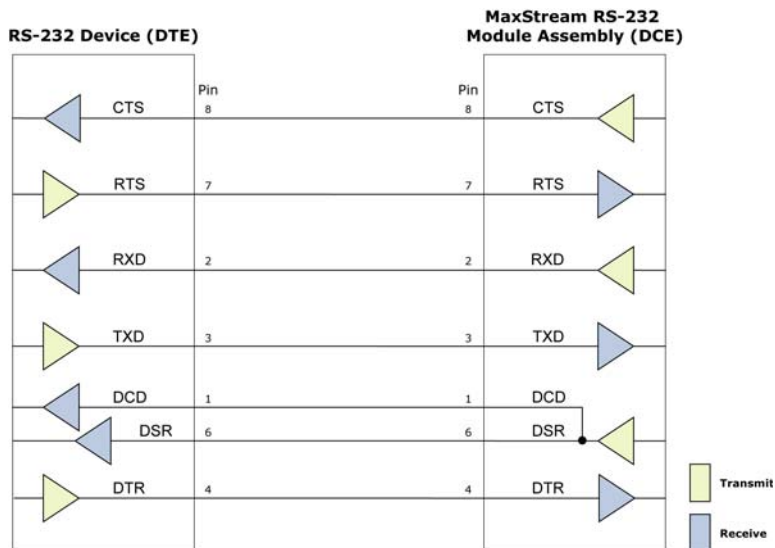 RS-232 Device (DTE)
MaxStream RS-232
Module Assembly (DCE)
Pin
Pin
CTS
8
8
CTS
RTS
7
7
RTS
RXD
2
2
RXD
TXD
3
3
TXD
DCD
1
1
DCD
DSR
6
6
DSR
DTR
4
4
DTR
Transmit
Receive